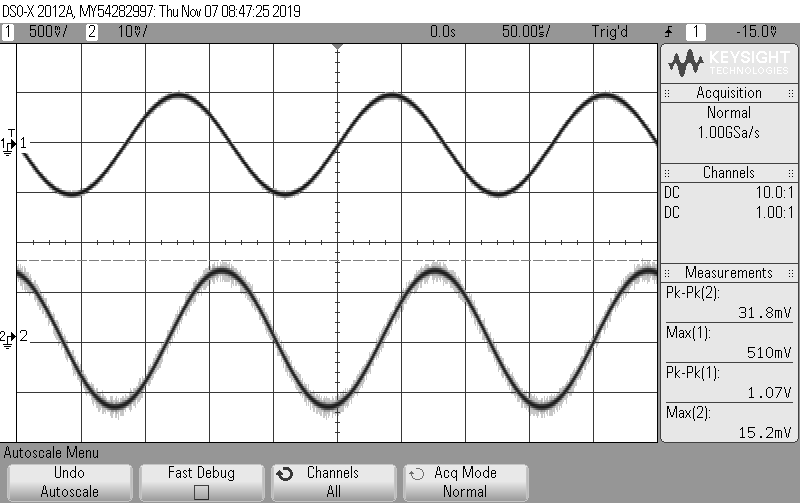 DSO-X 2012A, MY54282997: Thu Nov 07 08:47:25 2019
1 500mV/ 2 10mV/ 0.0s 50.00us/ Trig'd 1 -15.0mV
KEYSIGHT
TECHNOLOGIES
Acquisition
Normal
1.00GSa/s
Channels
DC 10.0:1
DC 1.00:1
Measurements
Pk-Pk(2):
31.8mV
Max(1):
510mV
Pk-Pk(1):
1.07V
Max(2):
15.2mV
T
1 1
2 2
Autoscale Menu
Undo
Autoscale
Fast Debug
Channels
All
Acq Mode
Normal